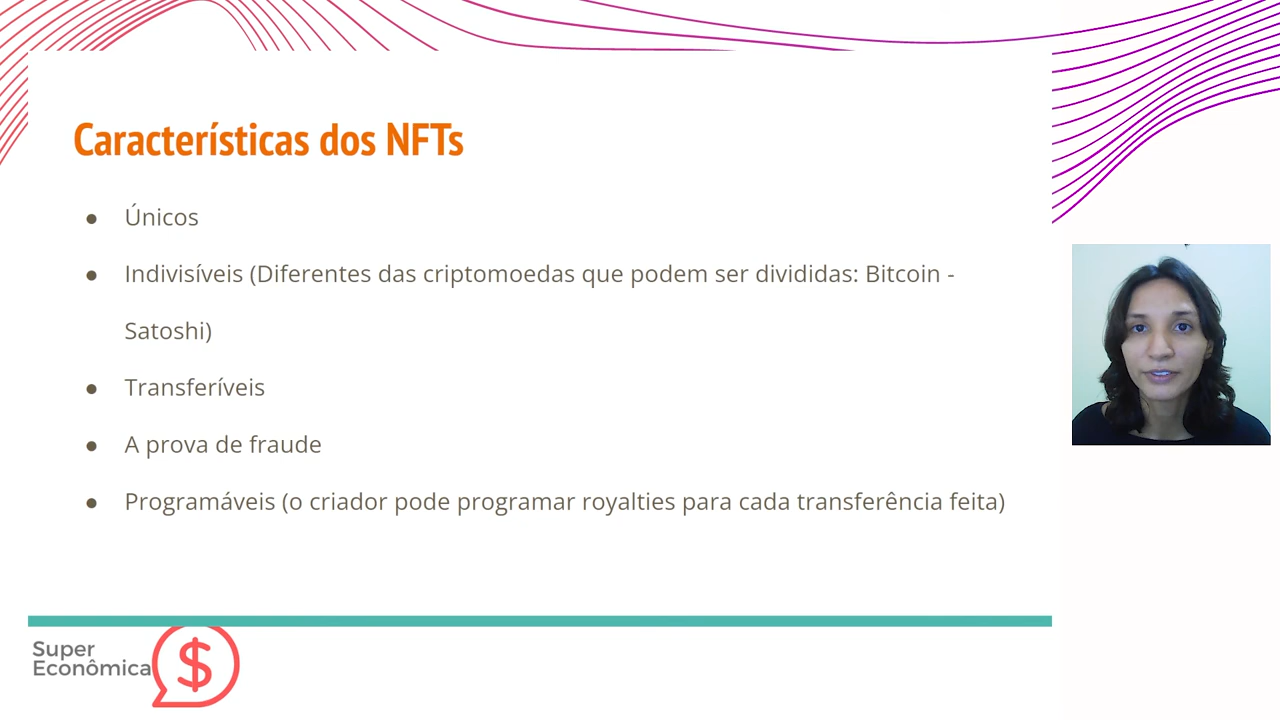 Características dos NFTs
● Únicos
● Indivisíveis (Diferentes das criptomoedas que podem ser divididas: Bitcoin -
Satoshi)
● Transferíveis
● A prova de fraude
● Programáveis (o criador pode programar royalties para cada transferência feita)
Super
Econômica
$